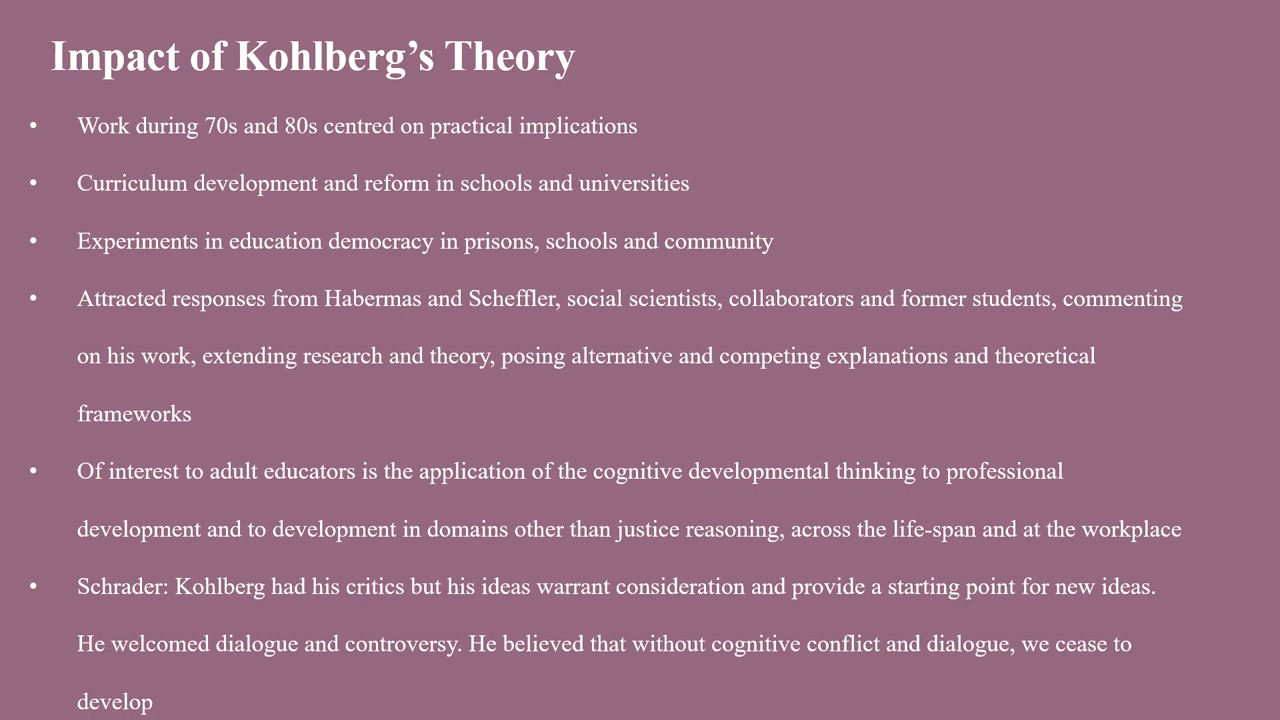 Impact of Kohlberg’s Theory
• Work during 70s and 80s centred on practical implications
• Curriculum development and reform in schools and universities
• Experiments in education democracy in prisons, schools and community
• Attracted responses from Habermas and Scheffler, social scientists, collaborators and former students, commenting
on his work, extending research and theory, posing alternative and competing explanations and theoretical
frameworks
• Of interest to adult educators is the application of the cognitive developmental thinking to professional
development and to development in domains other than justice reasoning, across the life-span and at the workplace
• Schrader: Kohlberg had his critics but his ideas warrant consideration and provide a starting point for new ideas.
He welcomed dialogue and controversy. He believed that without cognitive conflict and dialogue, we cease to
develop